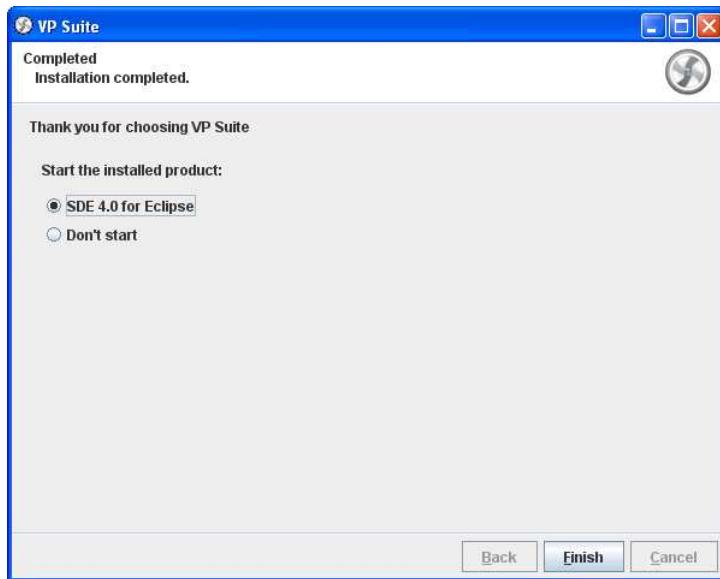 VP Suite
Completed
Installation completed.
Thank you for choosing VP Suite
Start the installed product:
SDE 4.0 for Eclipse
Don't start
Back Finish Cancel